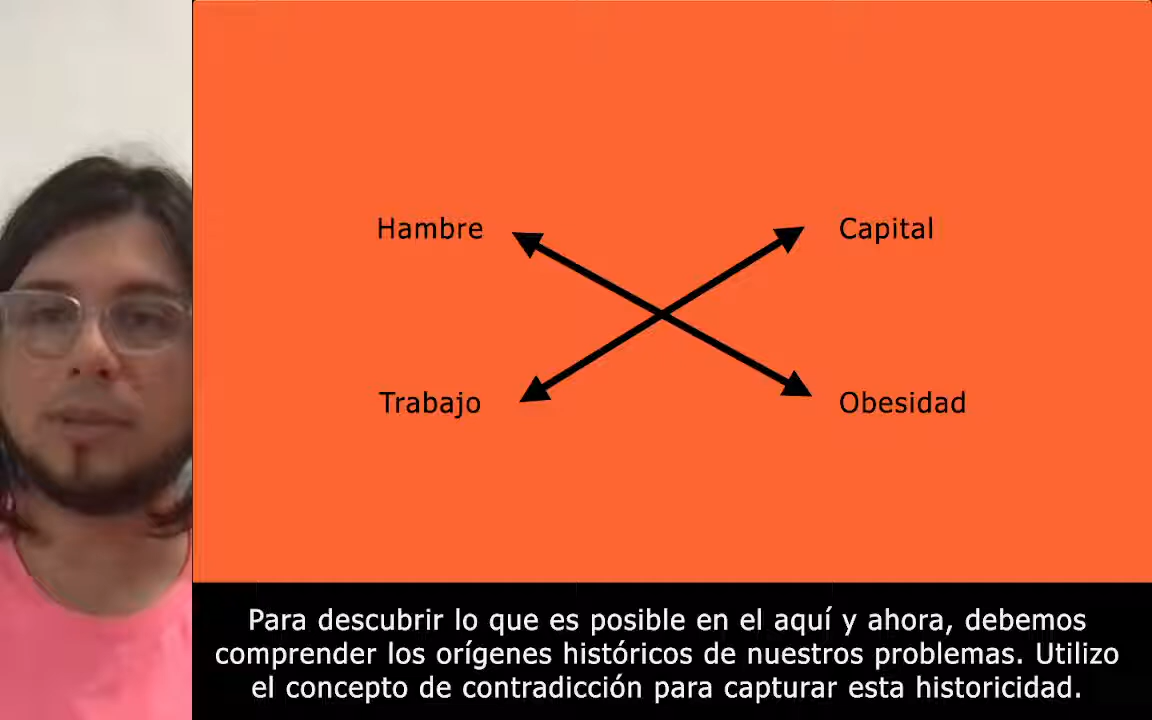 Hambre
Capital
Trabajo
Obesidad
Para descubrir lo que es posible en el aquí y ahora, debemos
comprender los orígenes históricos de nuestros problemas. Utilizo
el concepto de contradicción para capturar esta historicidad.